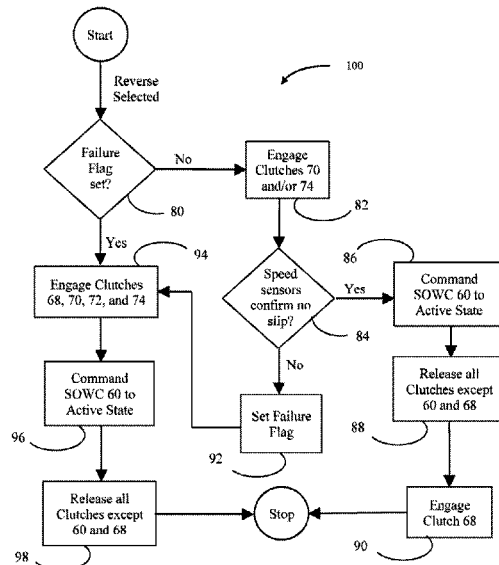 Start
100
Reverse
Selected
Failure
Flag
set?
No
80
Engage
Clutches 70
and/or 74
82
Yes
94
Engage Clutches
68, 70, 72, and 74
Speed
sensors
confirm no
slip?
Yes
84
86
Command
SOWC 60 to
Active State
No
Command
SOWC 60 to
Active State
96
Set Failure
Flag
92
Release all
Clutches except
60 and 68
88
Release all
Clutches except
60 and 68
98
Stop
Engage
Clutch 68
90